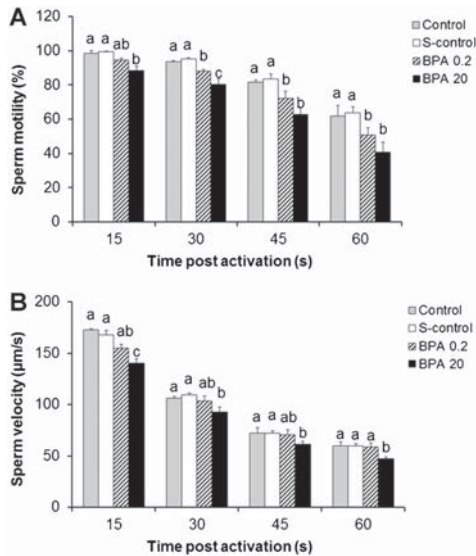 A
Sperm motility (%)
120
100
80
60
40
20
0
a a ab b
a a b c
a a b b
a a b b
15 30 45 60
Time post activation (s)
Control
S-control
BPA 0.2
BPA 20
B
Sperm velocity (µm/s)
200
150
100
50
0
a a ab c
a a ab b
a a ab b
a a a b
15 30 45 60
Time post activation (s)
Control
S-control
BPA 0.2
BPA 20